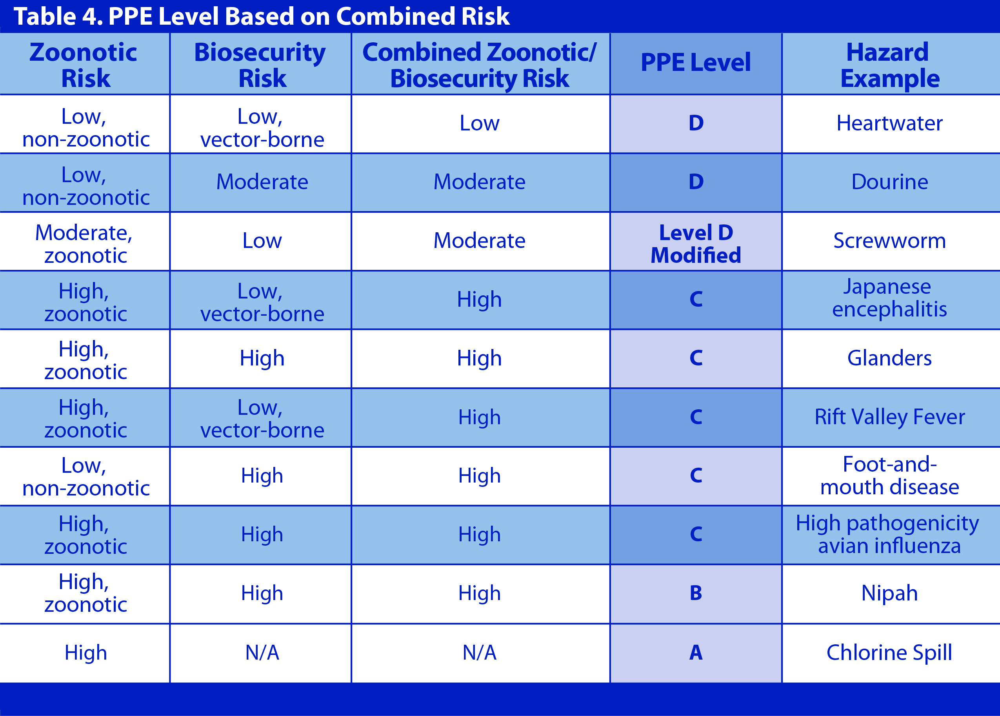 Table 4. PPE Level Based on Combined Risk
Zoonotic
Risk
Biosecurity
Risk
Combined Zoonotic/
Biosecurity Risk
PPE Level
Hazard
Example
Low,
non-zoonotic
Low,
vector-borne
Low
D
Heartwater
Low,
non-zoonotic
Moderate
Moderate
D
Dourine
Moderate,
zoonotic
Low
Moderate
Level D
Modified
Screwworm
High,
zoonotic
Low,
vector-borne
High
C
Japanese
encephalitis
High,
zoonotic
High
High
C
Glanders
High,
zoonotic
Low,
vector-borne
High
C
Rift Valley Fever
Low,
non-zoonotic
High
High
C
Foot-and-
mouth disease
High,
zoonotic
High
High
C
High pathogenicity
avian influenza
High,
zoonotic
High
High
B
Nipah
High
N/A
N/A
A
Chlorine Spill